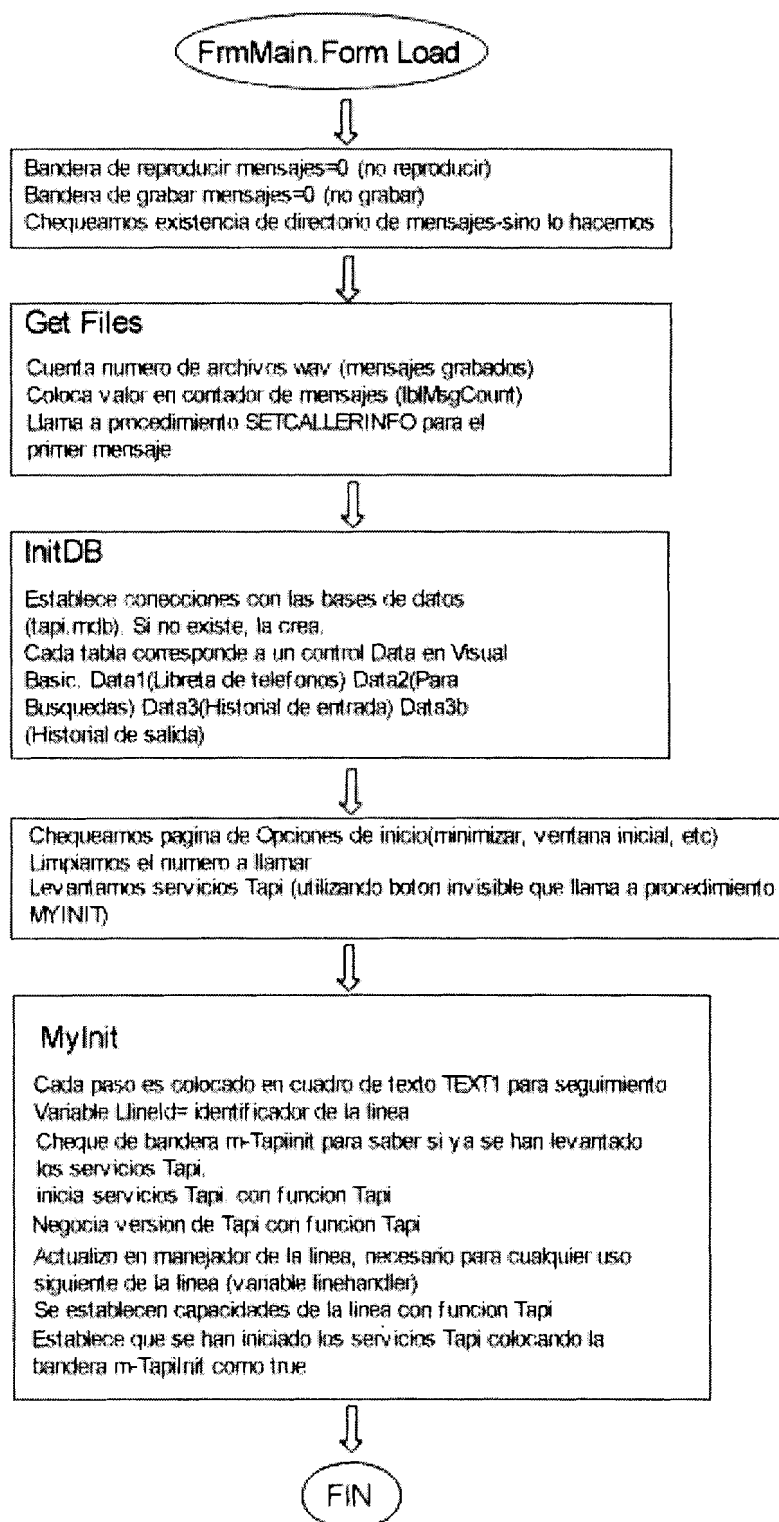 FrmMain.Form Load
Bandera de reproducir mensajes=0 (no reproducir)
Bandera de grabar mensajes=0 (no grabar)
Chequeamos existencia de directorio de mensajes-sino lo hacemos
Get Files
Cuenta numero de archivos wav (mensajes grabados)
Coloca valor en contador de mensajes (lblMsgCount)
Llama a procedimiento SETCALLERINFO para el
primer mensaje
InitDB
Establece conecciones con las bases de datos
(tapi.mdb). Si no existe, la crea.
Cada tabla corresponde a un control Data en Visual
Basic. Data1(Libreta de telefonos) Data2(Para
Busquedas) Data3(Historial de entrada) Data3b
(Historial de salida)
Chequeamos pagina de Opciones de inicio(minimizar, ventana inicial, etc)
Limpiamos el numero a llamar
Levantamos servicios Tapi (utilizando boton invisible que llama a procedimiento
MYINIT)
MyInit
Cada paso es colocado en cuadro de texto TEXT1 para seguimiento
Variable LlineId= identificador de la linea
Cheque de bandera m-Tapiinit para saber si ya se han levantado
los servicios Tapi.
inicia servicios Tapi. con funcion Tapi
Negocia version de Tapi con funcion Tapi
Actualizo en manejador de la linea, necesario para cualquier uso
siguiente de la linea (variable linehandler)
Se establecen capacidades de la linea con funcion Tapi
Establece que se han iniciado los servicios Tapi colocando la
bandera m-TapiInit como true
FIN